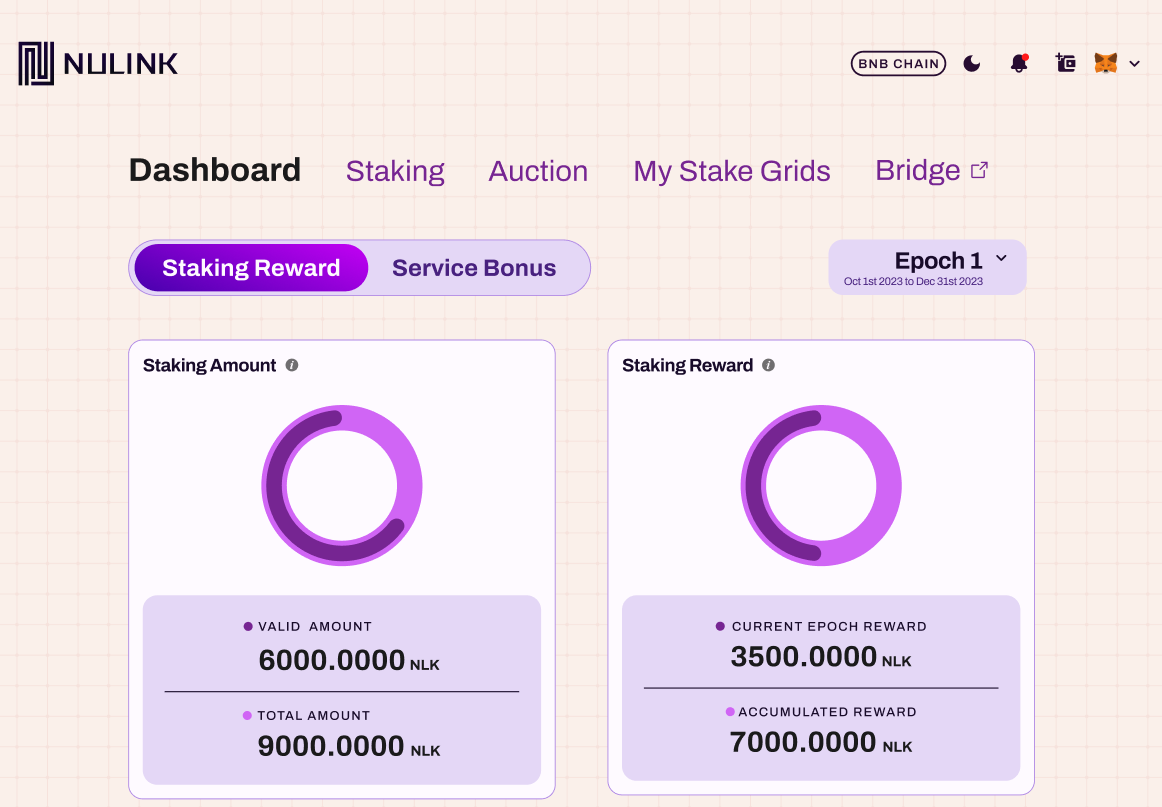 NULINK
BNB CHAIN
Dashboard Staking Auction My Stake Grids Bridge
Staking Reward Service Bonus
Epoch 1
Oct 1st 2023 to Dec 31st 2023
Staking Amount i
VALID AMOUNT
6000.0000 NLK
TOTAL AMOUNT
9000.0000 NLK
Staking Reward i
CURRENT EPOCH REWARD
3500.0000 NLK
ACCUMULATED REWARD
7000.0000 NLK